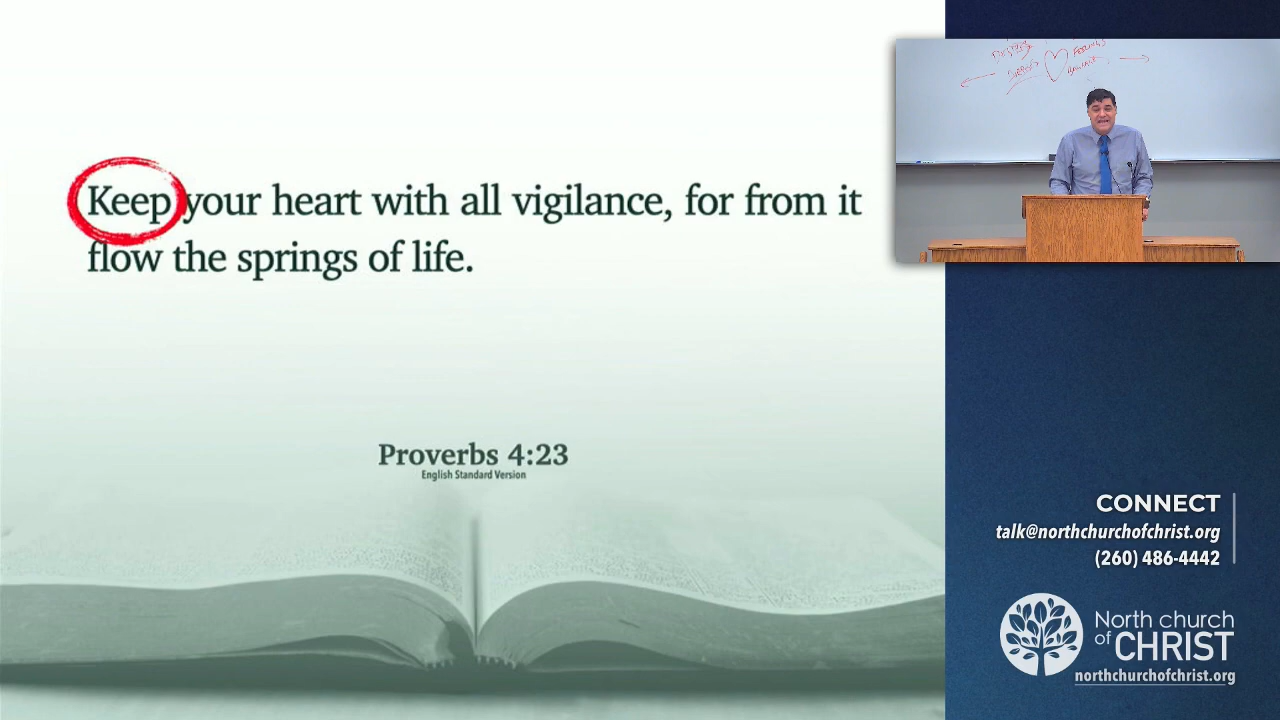 Keep your heart with all vigilance, for from it
flow the springs of life.
Proverbs 4:23
English Standard Version
CONNECT
talk@northchurchofchrist.org
(260) 486-4442
North church
of CHRIST
northchurchofchrist.org